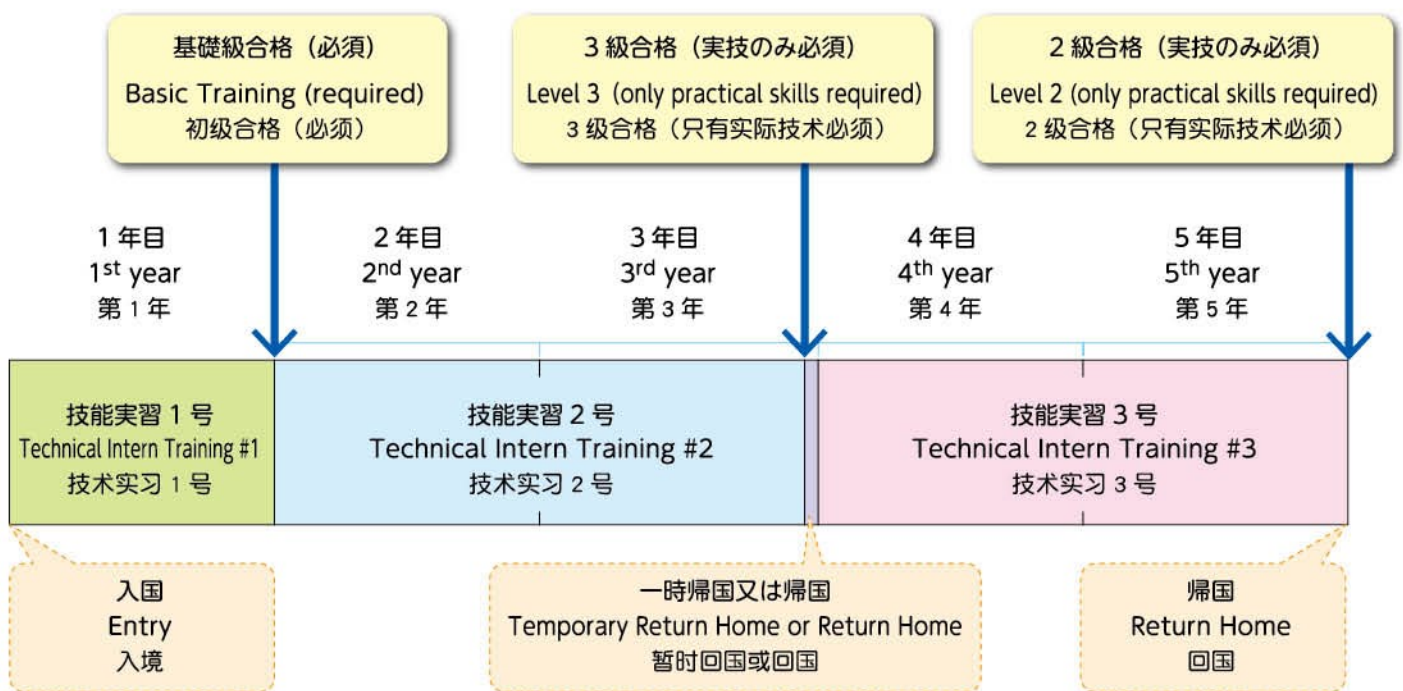 基礎級合格（必須）
Basic Training (required)
初级合格（必须）
3 級合格（実技のみ必須）
Level 3 (only practical skills required)
3 级合格（只有实际技术必须）
2 級合格（実技のみ必須）
Level 2 (only practical skills required)
2 级合格（只有实际技术必须）
1 年目
1st year
第 1 年
2 年目
2nd year
第 2 年
3 年目
3rd year
第 3 年
4 年目
4th year
第 4 年
5 年目
5th year
第 5 年
技能実習 1 号
Technical Intern Training #1
技术实习 1 号
技能実習 2 号
Technical Intern Training #2
技术实习 2 号
技能実習 3 号
Technical Intern Training #3
技术实习 3 号
入国
Entry
入境
一時帰国又は帰国
Temporary Return Home or Return Home
暂时回国或回国
帰国
Return Home
回国